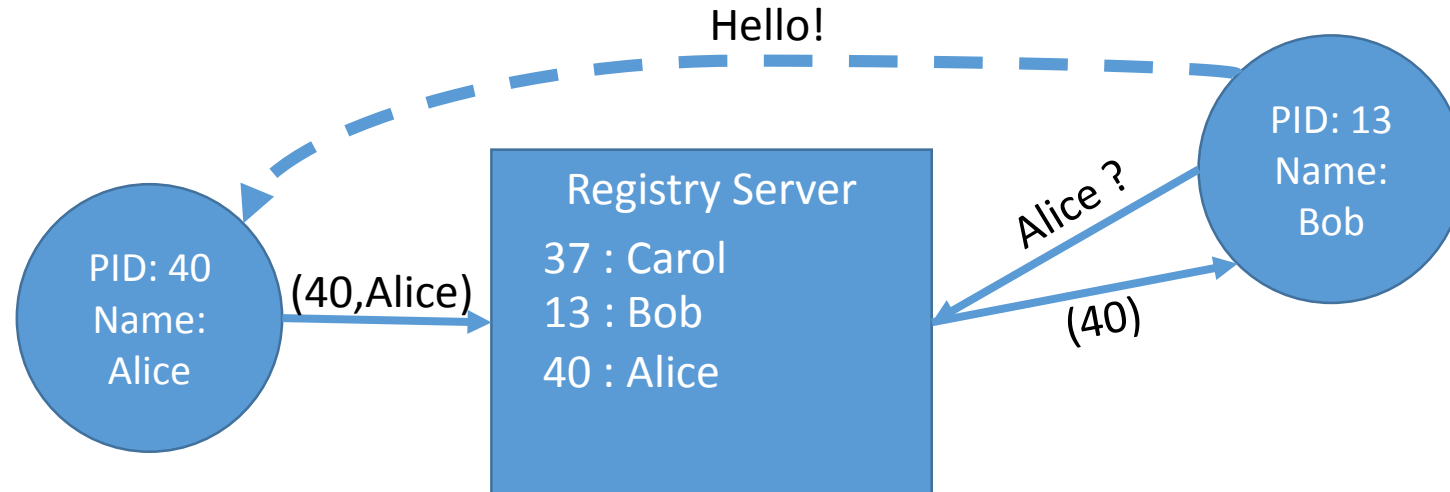 Hello!
PID: 40
Name:
Alice
(40,Alice)
Registry Server
37 : Carol
13 : Bob
40 : Alice
Alice ?
(40)
PID: 13
Name:
Bob